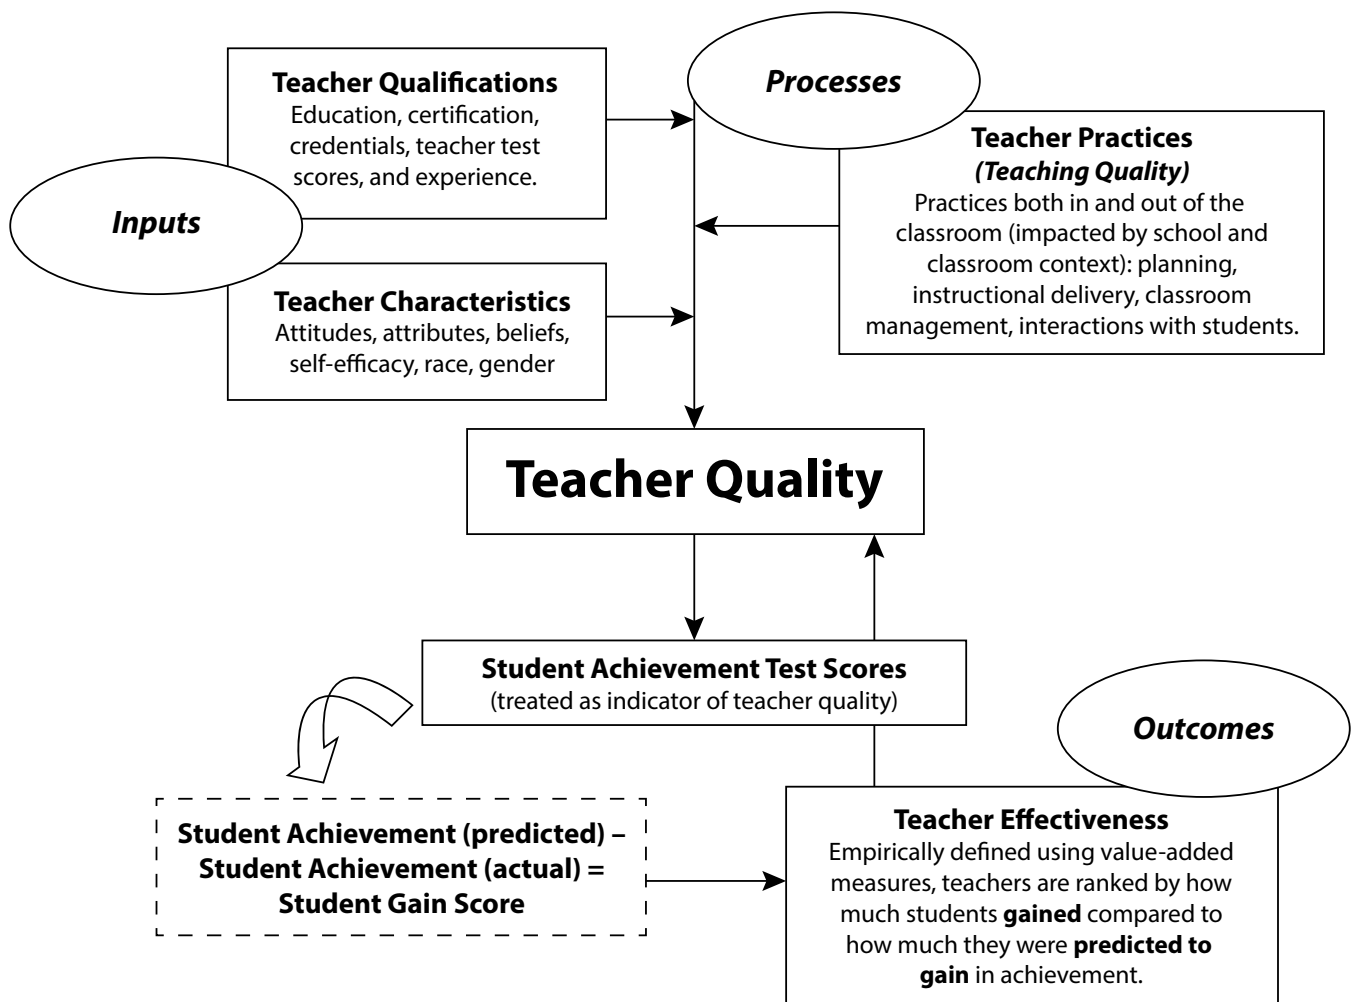 Teacher Qualifications
Education, certification,
credentials, teacher test
scores, and experience.
Processes
Teacher Practices
(Teaching Quality)
Practices both in and out of the
classroom (impacted by school and
classroom context): planning,
instructional delivery, classroom
management, interactions with students.
Inputs
Teacher Characteristics
Attitudes, attributes, beliefs,
self-efficacy, race, gender
Teacher Quality
Student Achievement Test Scores
(treated as indicator of teacher quality)
Outcomes
Student Achievement (predicted) –
Student Achievement (actual) =
Student Gain Score
Teacher Effectiveness
Empirically defined using value-added
measures, teachers are ranked by how
much students gained compared to
how much they were predicted to
gain in achievement.